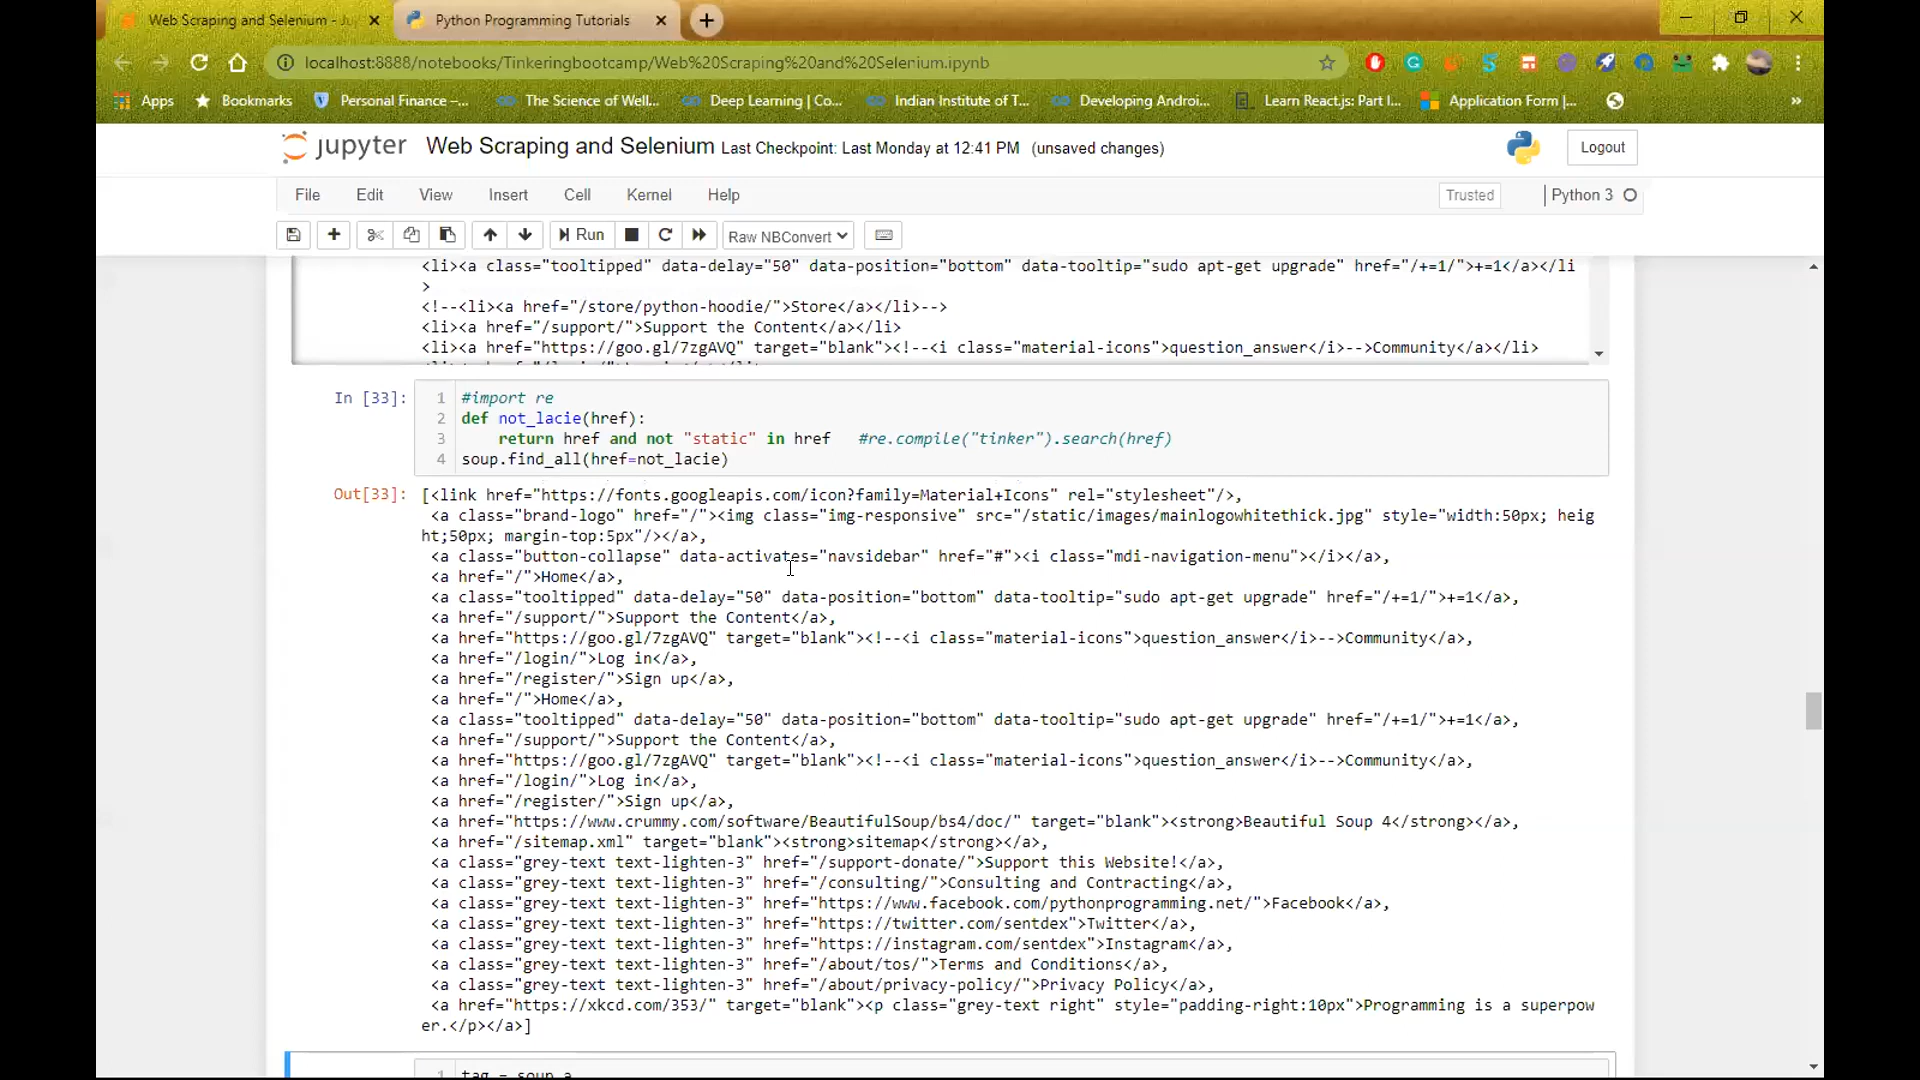 Web Scraping and Selenium - Ju
Python Programming Tutorials
localhost:8888/notebooks/Tinkeringbootcamp/Web%20Scraping%20and%20Selenium.ipynb
Apps
Bookmarks
Personal Finance –...
The Science of Well...
Deep Learning | Co...
Indian Institute of T...
Developing Androi...
Learn React.js: Part I...
Application Form |...
»
jupyter
Web Scraping and Selenium Last Checkpoint: Last Monday at 12:41 PM (unsaved changes)
Logout
File Edit View Insert Cell Kernel Help
Trusted
Python 3
Run
Raw NBConvert
<li><a class="tooltipped" data-delay="50" data-position="bottom" data-tooltip="sudo apt-get upgrade" href="/+=1/">+=1</a></li
>
<!--<li><a href="/store/python-hoodie/">Store</a></li>-->
<li><a href="/support/">Support the Content</a></li>
<li><a href="https://goo.gl/7zgAVQ" target="blank"><!--<i class="material-icons">question_answer</i>-->Community</a></li>
In [33]:
1 #import re
2 def not_lacie(href):
3 return href and not "static" in href #re.compile("tinker").search(href)
4 soup.find_all(href=not_lacie)
Out[33]:
[<link href="https://fonts.googleapis.com/icon?family=Material+Icons" rel="stylesheet"/>,
<a class="brand-logo" href="/"><img class="img-responsive" src="/static/images/mainlogowhitethick.jpg" style="width:50px; heig
ht;50px; margin-top:5px"/></a>,
<a class="button-collapse" data-activates="navsidebar" href="#"><i class="mdi-navigation-menu"></i></a>,
<a href="/">Home</a>,
<a class="tooltipped" data-delay="50" data-position="bottom" data-tooltip="sudo apt-get upgrade" href="/+=1/">+=1</a>,
<a href="/support/">Support the Content</a>,
<a href="https://goo.gl/7zgAVQ" target="blank"><!--<i class="material-icons">question_answer</i>-->Community</a>,
<a href="/login/">Log in</a>,
<a href="/register/">Sign up</a>,
<a href="/">Home</a>,
<a class="tooltipped" data-delay="50" data-position="bottom" data-tooltip="sudo apt-get upgrade" href="/+=1/">+=1</a>,
<a href="/support/">Support the Content</a>,
<a href="https://goo.gl/7zgAVQ" target="blank"><!--<i class="material-icons">question_answer</i>-->Community</a>,
<a href="/login/">Log in</a>,
<a href="/register/">Sign up</a>,
<a href="https://www.crummy.com/software/BeautifulSoup/bs4/doc/" target="blank"><strong>Beautiful Soup 4</strong></a>,
<a href="/sitemap.xml" target="blank"><strong>sitemap</strong></a>,
<a class="grey-text text-lighten-3" href="/support-donate/">Support this Website!</a>,
<a class="grey-text text-lighten-3" href="/consulting/">Consulting and Contracting</a>,
<a class="grey-text text-lighten-3" href="https://www.facebook.com/pythonprogramming.net/">Facebook</a>,
<a class="grey-text text-lighten-3" href="https://twitter.com/sentdex">Twitter</a>,
<a class="grey-text text-lighten-3" href="https://instagram.com/sentdex">Instagram</a>,
<a class="grey-text text-lighten-3" href="/about/tos/">Terms and Conditions</a>,
<a class="grey-text text-lighten-3" href="/about/privacy-policy/">Privacy Policy</a>,
<a href="https://xkcd.com/353/" target="blank"><p class="grey-text right" style="padding-right:10px">Programming is a superpow
er.</p></a>]
1 tag = soup.a